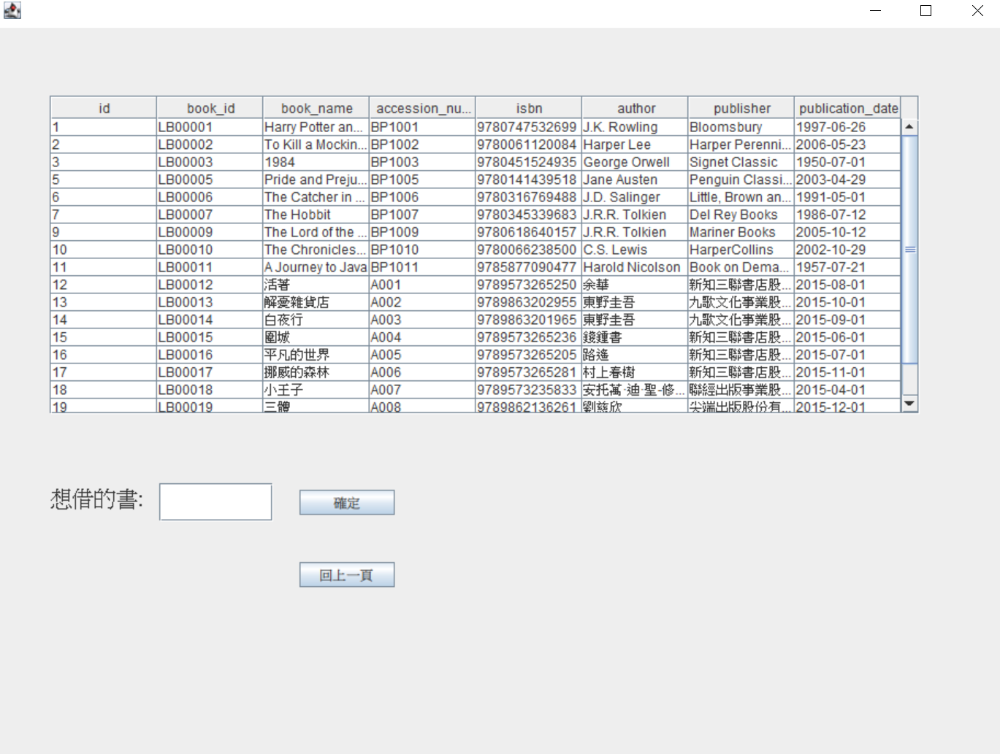 id book_id book_name accession_nu... isbn author publisher publication_date
1 LB00001 Harry Potter an... BP1001 9780747532699 J.K. Rowling Bloomsbury 1997-06-26
2 LB00002 To Kill a Mockin... BP1002 9780061120084 Harper Lee Harper Perenni... 2006-05-23
3 LB00003 1984 BP1003 9780451524935 George Orwell Signet Classic 1950-07-01
5 LB00005 Pride and Preju... BP1005 9780141439518 Jane Austen Penguin Classi... 2003-04-29
6 LB00006 The Catcher in ... BP1006 9780316769488 J.D. Salinger Little, Brown an... 1991-05-01
7 LB00007 The Hobbit BP1007 9780345339683 J.R.R. Tolkien Del Rey Books 1986-07-12
9 LB00009 The Lord of the ... BP1009 9780618640157 J.R.R. Tolkien Mariner Books 2005-10-12
10 LB00010 The Chronicles... BP1010 9780066238500 C.S. Lewis HarperCollins 2002-10-29
11 LB00011 A Journey to Java BP1011 9785877090477 Harold Nicolson Book on Dema... 1957-07-21
12 LB00012 活著 A001 9789573265250 余華 新知三聯書店股... 2015-08-01
13 LB00013 解憂雜貨店 A002 9789863202955 東野圭吾 九歌文化事業股... 2015-10-01
14 LB00014 白夜行 A003 9789863201965 東野圭吾 九歌文化事業股... 2015-09-01
15 LB00015 圍城 A004 9789573265236 錢鍾書 新知三聯書店股... 2015-06-01
16 LB00016 平凡的世界 A005 9789573265205 路遙 新知三聯書店股... 2015-07-01
17 LB00017 挪威的森林 A006 9789573265281 村上春樹 新知三聯書店股... 2015-11-01
18 LB00018 小王子 A007 9789573235833 安托萬·迪·聖-修... 聯經出版事業股... 2015-04-01
19 LB00019 三體 A008 9789862136261 劉慈欣 尖端出版股份有... 2015-12-01
想借的書: 確定
回上一頁